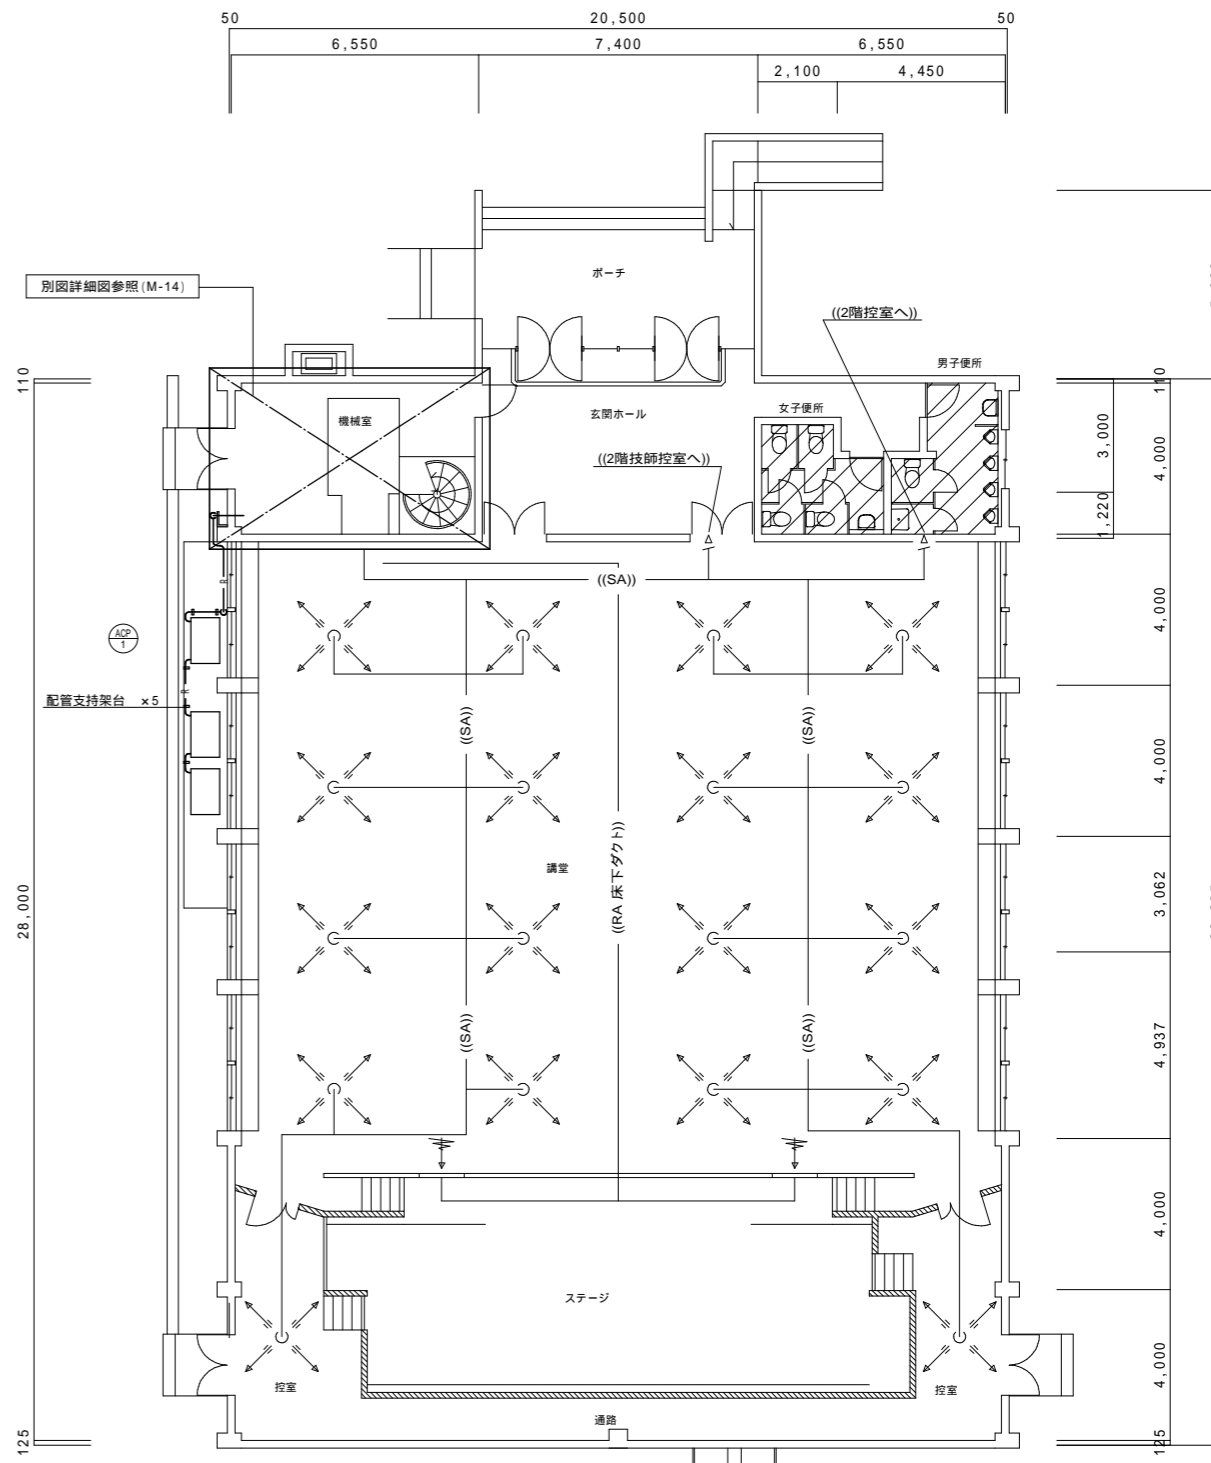 50 20,500 50
6,550 7,400 6,550
2,100 4,450
ポーチ
別図詳細図参照(M-14)
((2階控室へ))
男子便所
110
110
機械室
玄関ホール
女子便所
3,000
4,000
((2階技師控室へ))
1,220
((SA))
R
4,000
ACP
1
配管支持架台 ×5
R
((SA))
((SA))
4,000
((RA 床下ダクト))
講堂
28,000
3,062
((SA))
((SA))
4,937
4,000
ステージ
4,000
控室
控室
通路
125
125